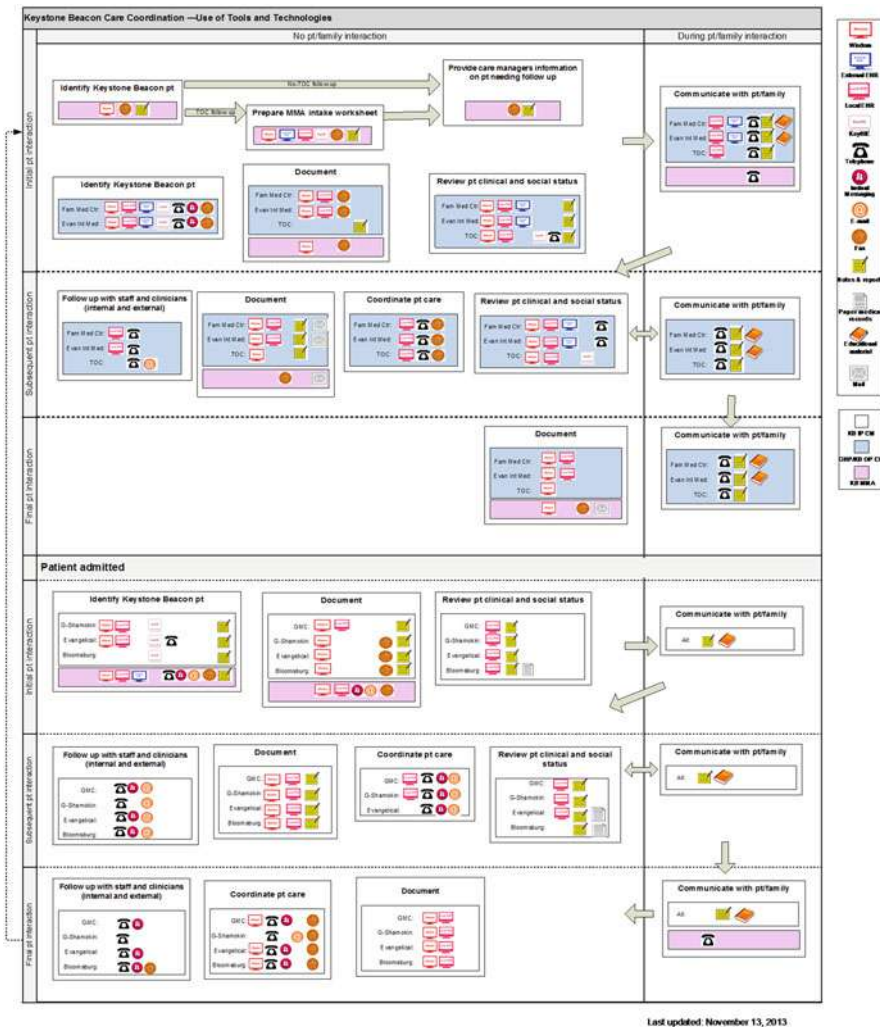 Keystone Beacon Care Coordination —Use of Tools and Technologies
No pt/family interaction
During pt/family interaction
Initial pt interaction
Identify Keystone Beacon pt
No TOC follow up
TOC follow up
Prepare MMA intake worksheet
Provide care managers information
on pt needing follow up
Communicate with pt/family
Fam Med Ctr:
Evan Int Med:
TOC:
Identify Keystone Beacon pt
Fam Med Ctr:
Evan Int Med:
Document
Fam Med Ctr:
Evan Int Med:
TOC:
Review pt clinical and social status
Fam Med Ctr:
Evan Int Med:
TOC:
Subsequent pt interaction
Follow up with staff and clinicians
(internal and external)
Fam Med Ctr:
Evan Int Med:
TOC:
Document
Fam Med Ctr:
Evan Int Med:
TOC:
Coordinate pt care
Fam Med Ctr:
Evan Int Med:
TOC:
Review pt clinical and social status
Fam Med Ctr:
Evan Int Med:
TOC:
Communicate with pt/family
Fam Med Ctr:
Evan Int Med:
TOC:
Final pt interaction
Document
Fam Med Ctr:
Evan Int Med:
TOC:
Communicate with pt/family
Fam Med Ctr:
Evan Int Med:
TOC:
Patient admitted
Initial pt interaction
Identify Keystone Beacon pt
G-Shamokin:
Evangelical:
Bloomsburg:
Document
GMC:
G-Shamokin:
Evangelical:
Bloomsburg:
Review pt clinical and social status
GMC:
G-Shamokin:
Evangelical:
Bloomsburg:
Communicate with pt/family
All:
Subsequent pt interaction
Follow up with staff and clinicians
(internal and external)
GMC:
G-Shamokin:
Evangelical:
Bloomsburg:
Document
GMC:
G-Shamokin:
Evangelical:
Bloomsburg:
Coordinate pt care
GMC:
G-Shamokin:
Evangelical:
Review pt clinical and social
status
GMC:
G-Shamokin:
Evangelical:
Bloomsburg:
Communicate with pt/family
All:
Final pt interaction
Follow up with staff and clinicians
(internal and external)
GMC:
G-Shamokin:
Evangelical:
Bloomsburg:
Coordinate pt care
GMC:
G-Shamokin:
Evangelical:
Bloomsburg:
Document
GMC:
G-Shamokin:
Evangelical:
Bloomsburg:
Communicate with pt/family
All:
External EHR
Local EHR
KeyHIE
Telephone
Instant
Messaging
E-mail
Fax
Notes & reports
Paper medical
records
Educational
material
Mail
KB IP CM
KB MMA
Last updated: November 13, 2013